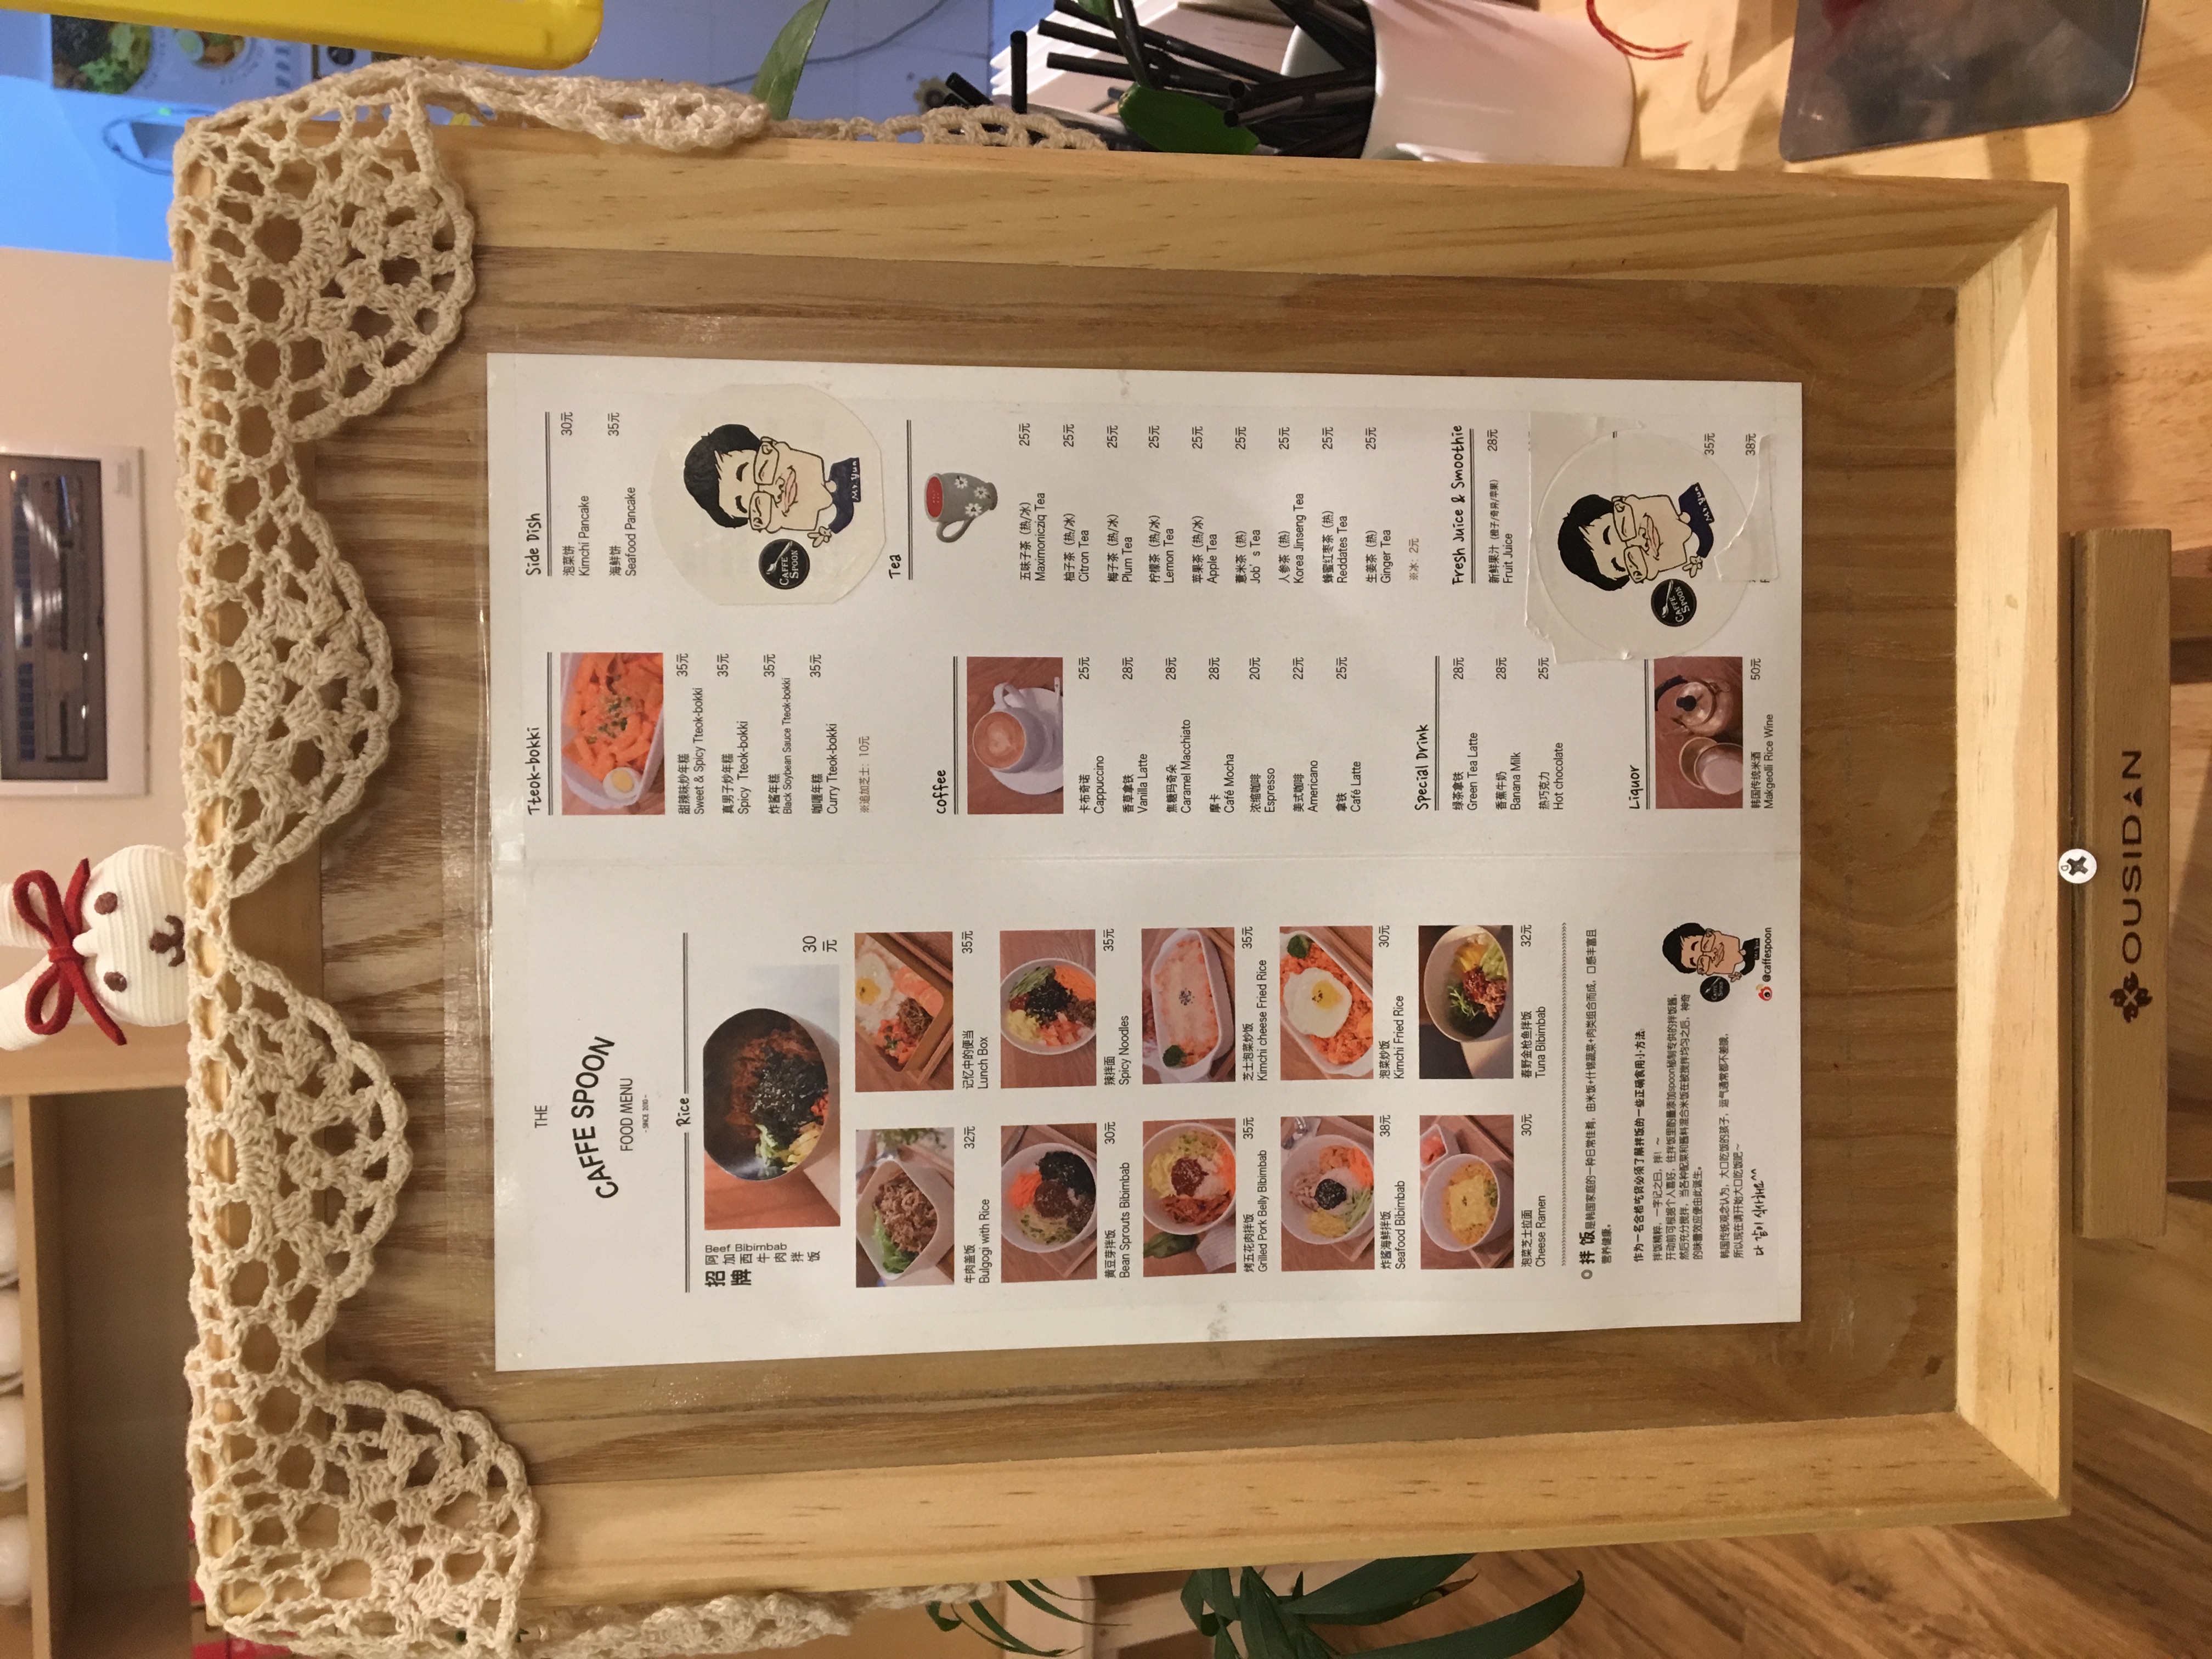 THE
CAFFE SPOON
FOOD MENU
- SINCE 2010 -
Rice
招牌
阿加西牛肉拌饭
Beef Bibimbab
30
元
牛肉盖饭 32元
Bulgogi with Rice
记忆中的便当 35元
Lunch Box
黄豆芽拌饭 30元
Bean Sprouts Bibimbab
辣拌面 35元
Spicy Noodles
烤五花肉拌饭 35元
Grilled Pork Belly Bibimbab
芝士泡菜炒饭 35元
Kimchi cheese Fried Rice
炸酱海鲜拌饭 38元
Seafood Bibimbab
泡菜炒饭 30元
Kimchi Fried Rice
泡菜芝士拉面 30元
Cheese Ramen
春野金枪鱼拌饭 32元
Tuna Bibimbab
拌饭是韩国家庭的一种日常佳肴，由米饭+什锦蔬菜+肉类组合而成，口感丰富且
营养健康。
作为一名合格吃货必须了解拌饭的一些正确食用小方法:
拌饭精粹，一字记之曰，拌！～
开动前可根据个人喜好，往拌饭里酌量添加spoon秘制专供的拌饭酱，
然后充分搅拌，当各种配菜和酱料混合米饭在被搅拌均匀之后，神奇
的味蕾效应便由此诞生。
韩国传统观念认为，大口吃饭的孩子，运气通常都不差哦，
所以现在请开始大口吃饭吧～
다 같이 식사해요^^
CAFFE SPOON
Mr. Yun
@caffespoon
Tteok-bokki
甜辣味炒年糕 35元
Sweet & Spicy Tteok-bokki
真男子炒年糕 35元
Spicy Tteok-bokki
炸酱年糕 35元
Black Soybean Sauce Tteok-bokki
咖喱年糕 35元
Curry Tteok-bokki
※追加芝士：10元
Coffee
卡布奇诺 25元
Cappuccino
香草拿铁 28元
Vanilla Latte
焦糖玛奇朵 28元
Caramel Macchiato
摩卡 28元
Café Mocha
浓缩咖啡 20元
Espresso
美式咖啡 22元
Americano
拿铁 25元
Café Latte
Special Drink
绿茶拿铁 28元
Green Tea Latte
香蕉牛奶 28元
Banana Milk
热巧克力 25元
Hot chocolate
Liquor
韩国传统米酒 50元
Makgeolli Rice Wine
Side Dish
泡菜饼 30元
Kimchi Pancake
海鲜饼 35元
Seafood Pancake
CAFFE
SPOON
Mr. Yun
Tea
五味子茶（热/冰） 25元
Maximonicziq Tea
柚子茶（热/冰） 25元
Citron Tea
梅子茶（热/冰） 25元
Plum Tea
柠檬茶（热/冰） 25元
Lemon Tea
苹果茶（热/冰） 25元
Apple Tea
薏米茶（热） 25元
Job's Tea
人参茶（热） 25元
Korea Jinseng Tea
蜂蜜红枣茶（热） 25元
Reddates Tea
生姜茶（热） 25元
Ginger Tea
※冰：2元
Fresh Juice & Smoothie
新鲜果汁（橙子/奇异/苹果） 28元
Fruit Juice
CAFFE
SPOON
Mr. Yun
35元
38元
OUSIDAN